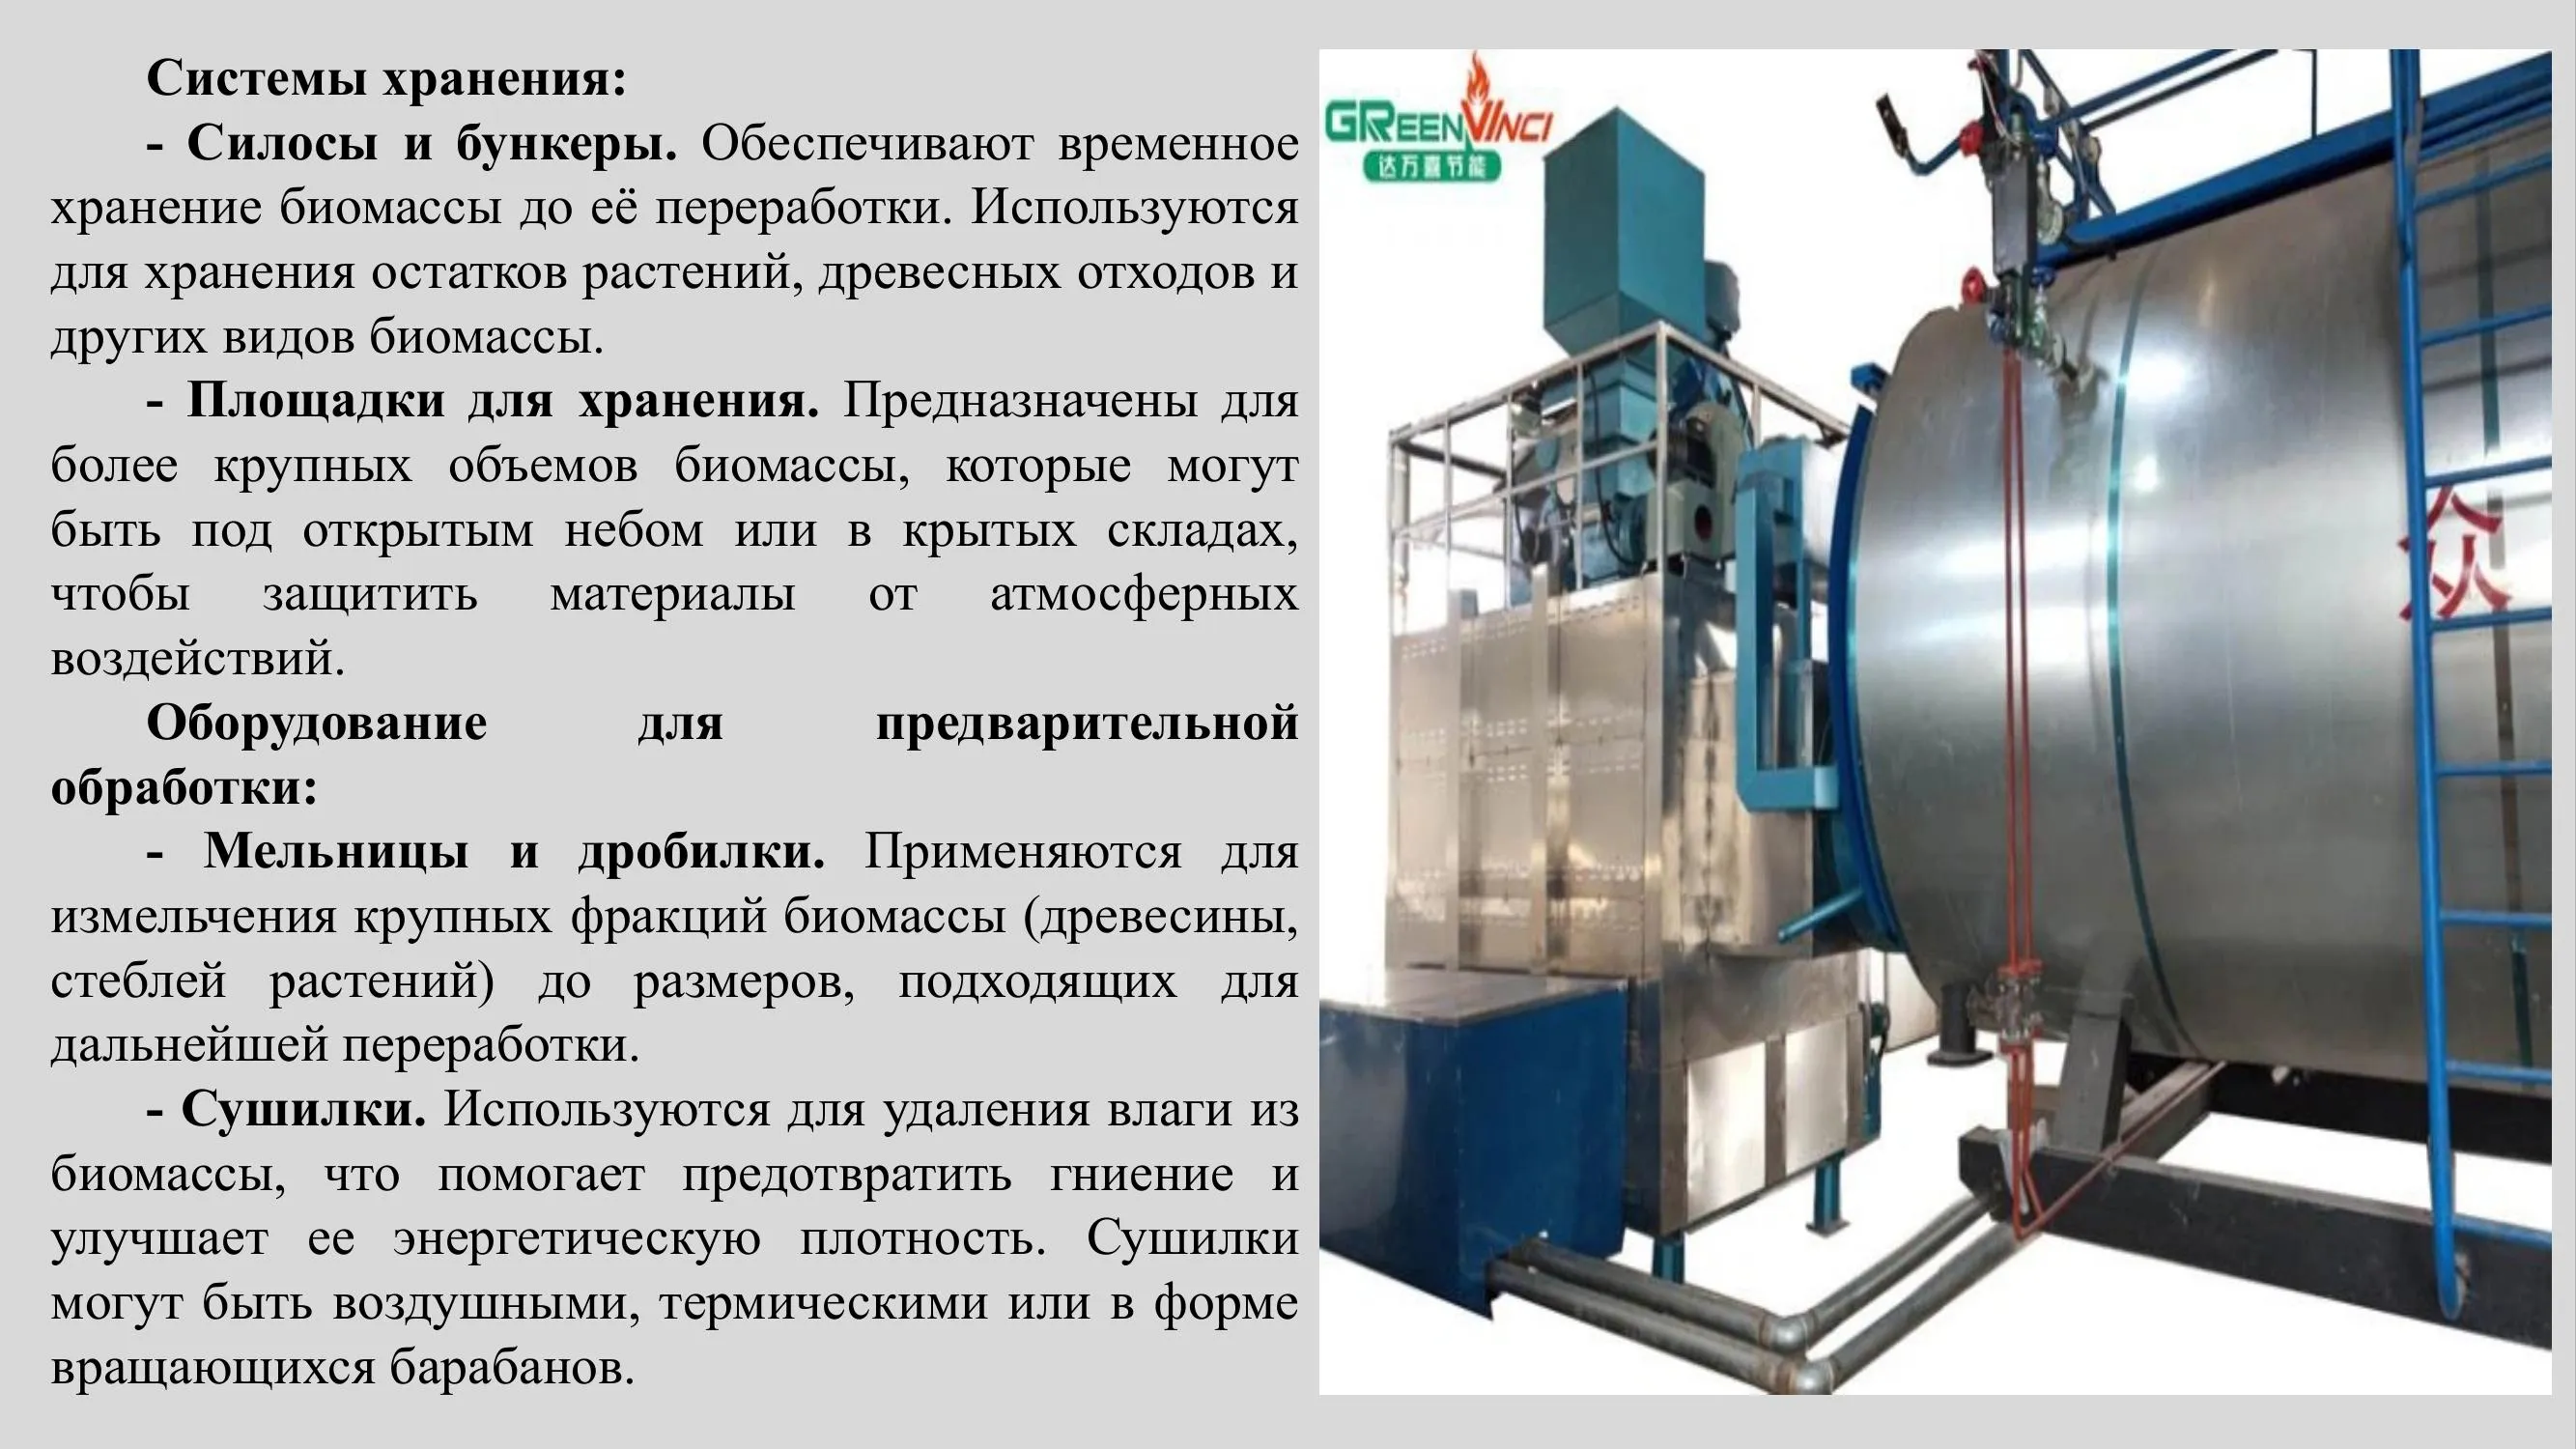 Системы хранения:
- Силосы и бункеры. Обеспечивают временное
хранение биомассы до её переработки. Используются
для хранения остатков растений, древесных отходов и
других видов биомассы.
- Площадки для хранения. Предназначены для
более крупных объемов биомассы, которые могут
быть под открытым небом или в крытых складах,
чтобы защитить материалы от атмосферных
воздействий.
Оборудование для предварительной
обработки:
- Мельницы и дробилки. Применяются для
измельчения крупных фракций биомассы (древесины,
стеблей растений) до размеров, подходящих для
дальнейшей переработки.
- Сушилки. Используются для удаления влаги из
биомассы, что помогает предотвратить гниение и
улучшает ее энергетическую плотность. Сушилки
могут быть воздушными, термическими или в форме
вращающихся барабанов.
GREENVINCI
达万喜节能
众